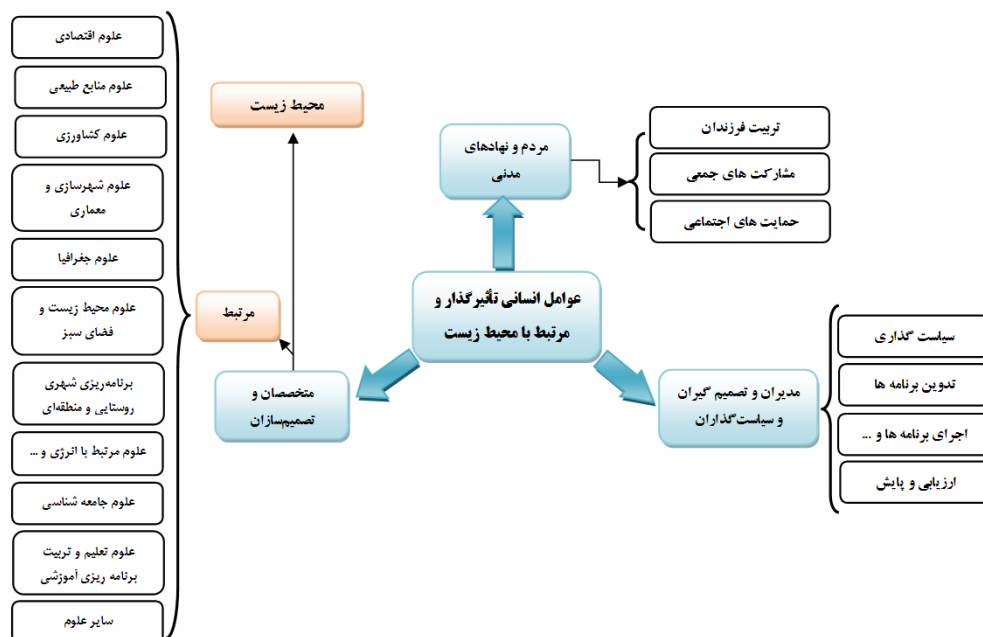 عوامل انسانی تأثیرگذار و
مرتبط با محیط زیست
مردم و نهادهای
مدنی
تربیت فرزندان
مشارکت های جمعی
حمایت های اجتماعی
مدیران و تصمیم گیران
و سیاست‌گذاران
سیاست گذاری
تدوین برنامه ها
اجرای برنامه ها و ...
ارزیابی و پایش
متخصصان و
تصمیم‌سازان
محیط زیست
مرتبط
علوم اقتصادی
علوم منابع طبیعی
علوم کشاورزی
علوم شهرسازی و
معماری
علوم جغرافیا
علوم محیط زیست و
فضای سبز
برنامه‌ریزی شهری
روستایی و منطقه‌ای
علوم مرتبط با انرژی و ...
علوم جامعه شناسی
علوم تعلیم و تربیت
برنامه ریزی آموزشی
سایر علوم